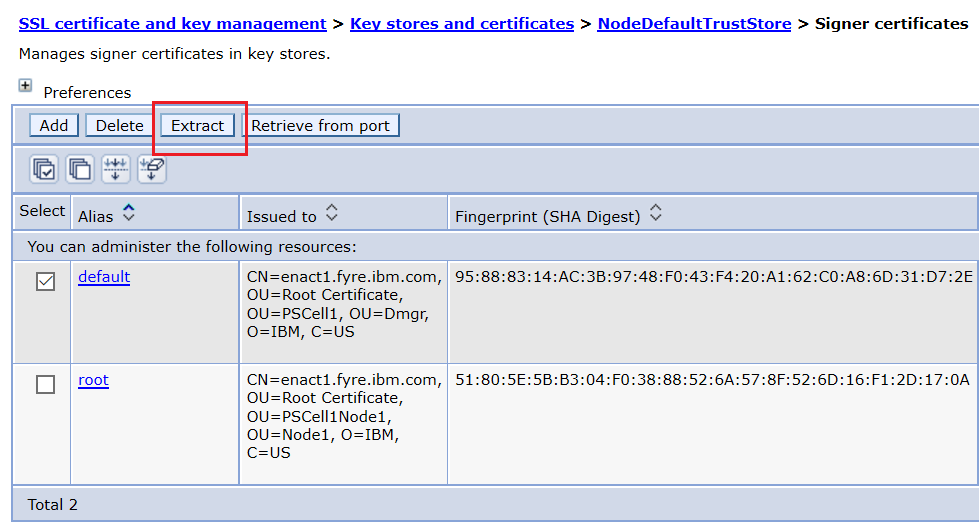 SSL certificate and key management > Key stores and certificates > NodeDefaultTrustStore > Signer certificates
Manages signer certificates in key stores.
Preferences
Add Delete Extract Retrieve from port
Select Alias Issued to Fingerprint (SHA Digest)
You can administer the following resources:
default CN=enact1.fyre.ibm.com, 95:88:83:14:AC:3B:97:48:F0:43:F4:20:A1:62:C0:A8:6D:31:D7:2E
OU=Root Certificate,
OU=PSCell1, OU=Dmgr,
O=IBM, C=US
root CN=enact1.fyre.ibm.com, 51:80:5E:5B:B3:04:F0:38:88:52:6A:57:8F:52:6D:16:F1:2D:17:0A
OU=Root Certificate,
OU=PSCell1Node1,
OU=Node1, O=IBM,
C=US
Total 2